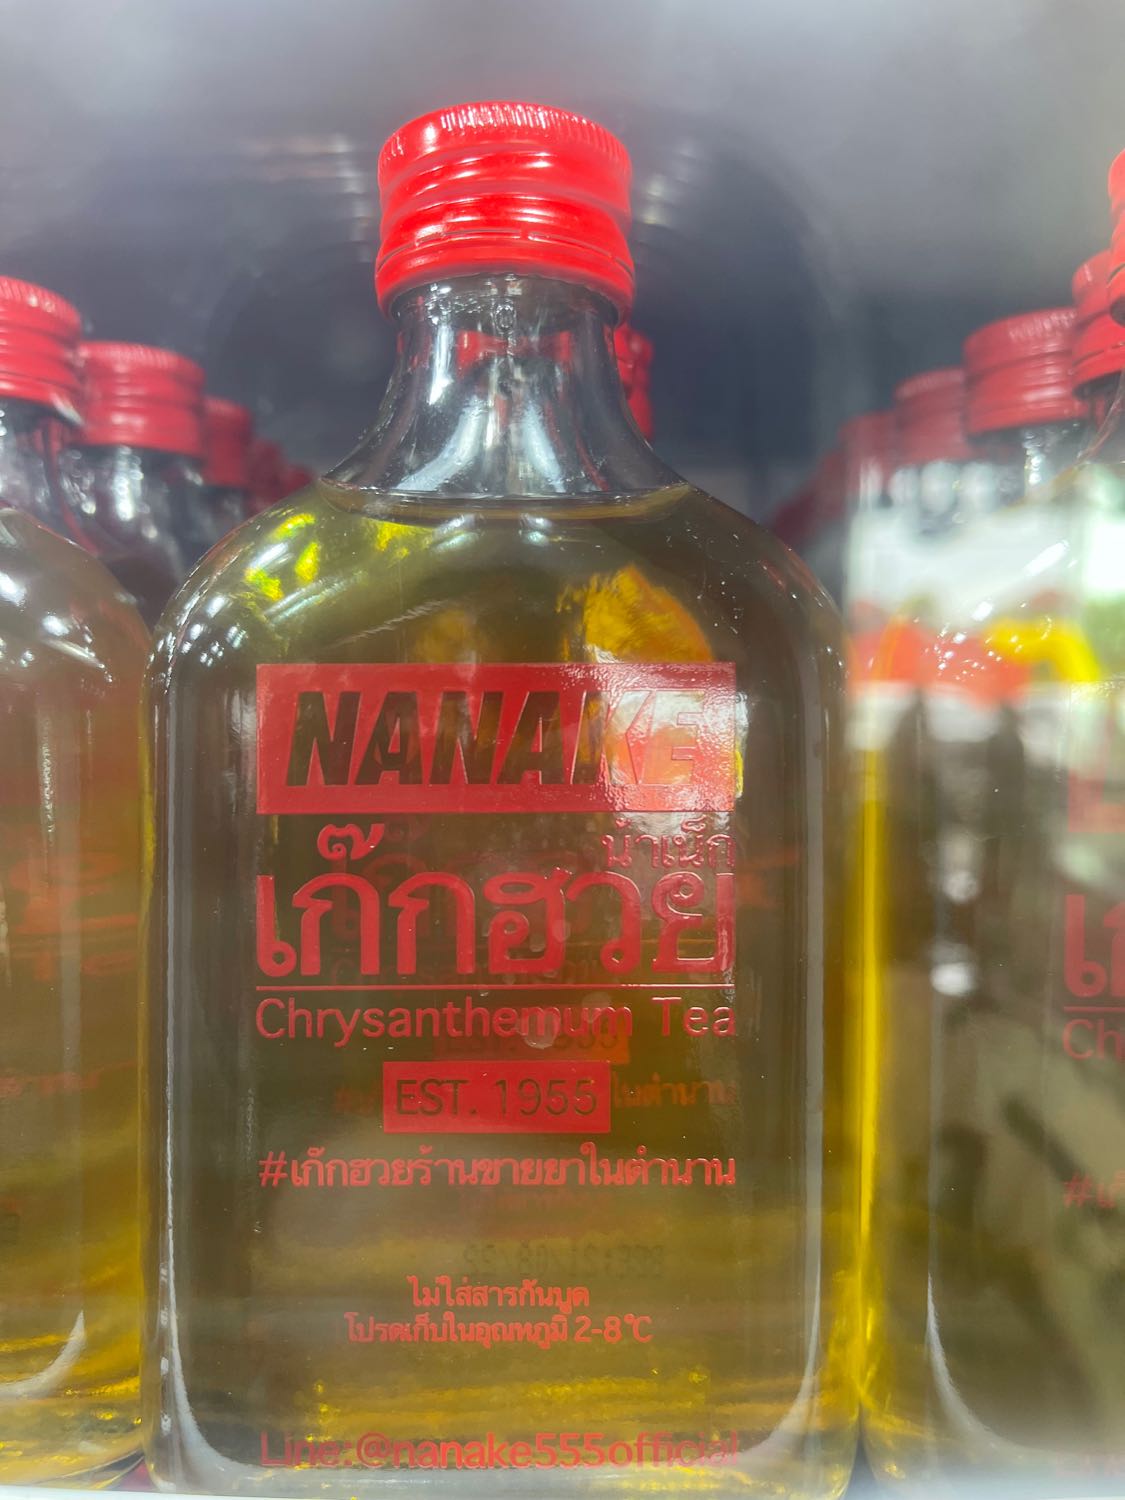 NANAKE
น้าเน็ก
เก๊กฮวย
Chrysanthemum Tea
EST. 1955
#เก๊กฮวยร้านขายยาในตำนาน
ไม่ใส่สารกันบูด
โปรดเก็บในอุณหภูมิ 2-8°C
Line:@nanake555official